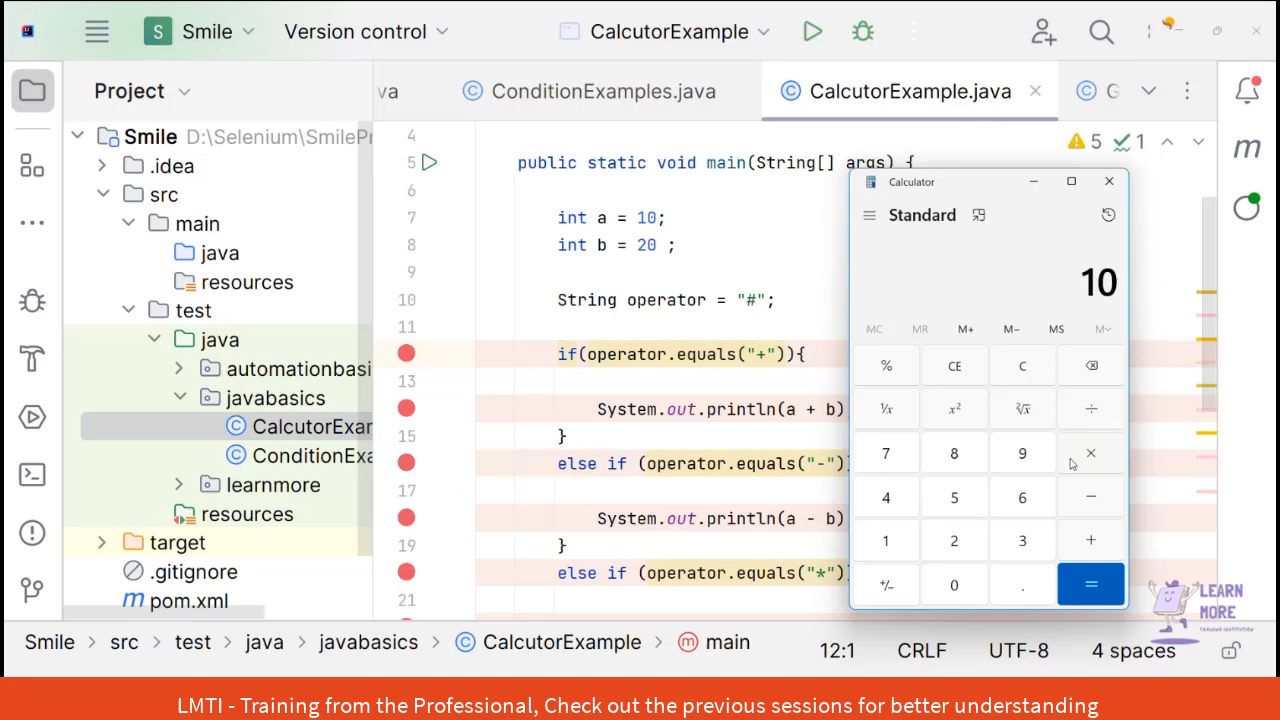 S Smile
Version control
CalcutorExample
Project
va
ConditionExamples.java
CalcutorExample.java
G
Smile D:\Selenium\SmilePr
.idea
src
main
java
resources
test
java
automationbasi
javabasics
CalcutorExar
ConditionExa
learnmore
resources
target
.gitignore
pom.xml
5 1
4
5 public static void main(String[] args) {
6
7 int a = 10;
8 int b = 20 ;
9
10 String operator = "#";
11
if(operator.equals("+")){
13
System.out.println(a + b)
15 }
else if (operator.equals("-")
17
System.out.println(a - b)
19 }
else if (operator.equals("*")
21
Calculator
Standard
10
MC MR M+ M− MS M
% CE C
1/x x² ²√x ÷
7 8 9 ×
4 5 6 −
1 2 3 +
+/− 0 . =
m
LEARN
MORE
Smile > src > test > java > javabasics > CalcutorExample > main
12:1 CRLF UTF-8 4 spaces
LMTI - Training from the Professional, Check out the previous sessions for better understanding